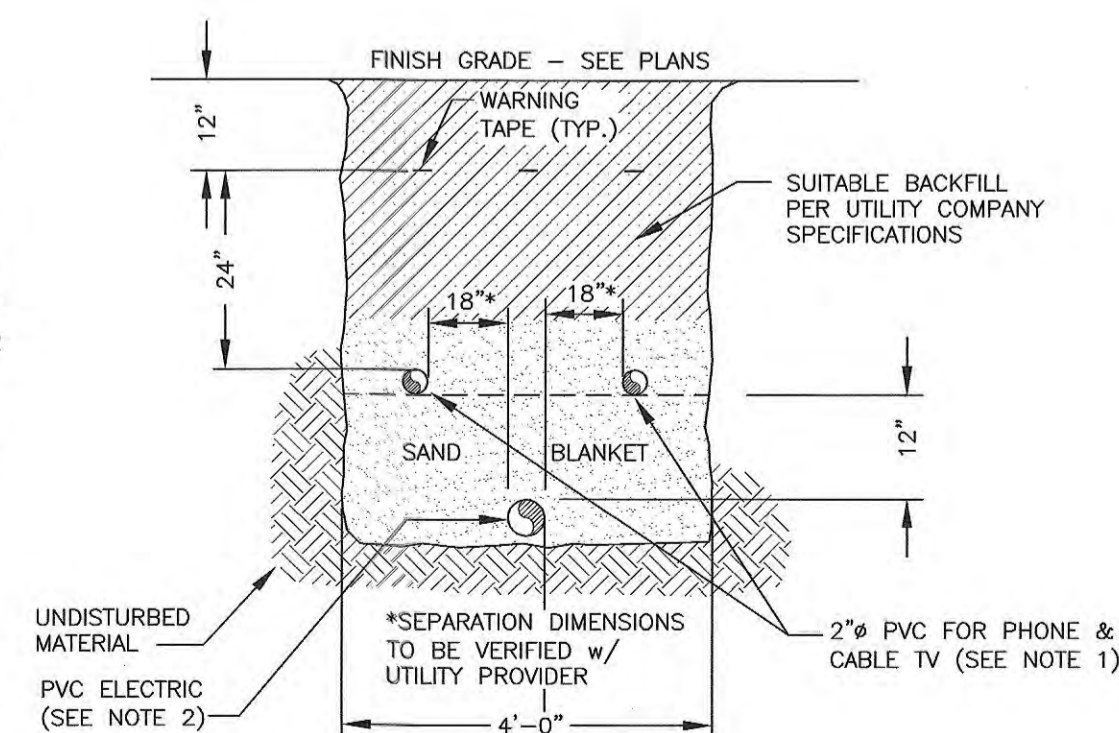 FINISH GRADE – SEE PLANS
12"
WARNING
TAPE (TYP.)
SUITABLE BACKFILL
PER UTILITY COMPANY
SPECIFICATIONS
24"
18"*
18"*
SAND
BLANKET
12"
UNDISTURBED
MATERIAL
*SEPARATION DIMENSIONS
TO BE VERIFIED w/
UTILITY PROVIDER
2"ø PVC FOR PHONE &
CABLE TV (SEE NOTE 1)
PVC ELECTRIC
(SEE NOTE 2)
4'-0"